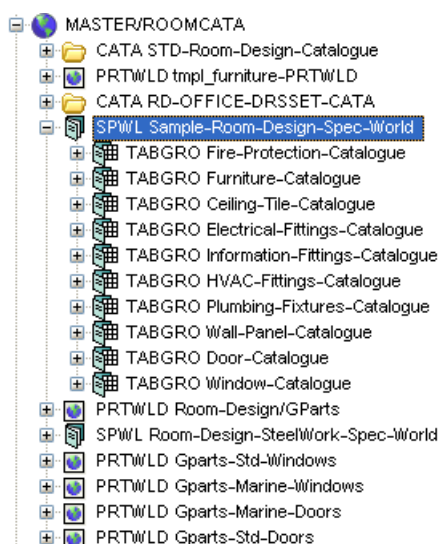 MASTER/ROOMCATA
CATA STD-Room-Design-Catalogue
PRTWLD tmpl_furniture-PRTWLD
CATA RD-OFFICE-DRSSET-CATA
SPWL Sample-Room-Design-Spec-World
TABGRO Fire-Protection-Catalogue
TABGRO Furniture-Catalogue
TABGRO Ceiling-Tile-Catalogue
TABGRO Electrical-Fittings-Catalogue
TABGRO Information-Fittings-Catalogue
TABGRO HVAC-Fittings-Catalogue
TABGRO Plumbing-Fixtures-Catalogue
TABGRO Wall-Panel-Catalogue
TABGRO Door-Catalogue
TABGRO Window-Catalogue
PRTWLD Room-Design/GParts
SPWL Room-Design-SteelWork-Spec-World
PRTWLD Gparts-Std-Windows
PRTWLD Gparts-Marine-Windows
PRTWLD Gparts-Marine-Doors
PRTWLD Gparts-Std-Doors